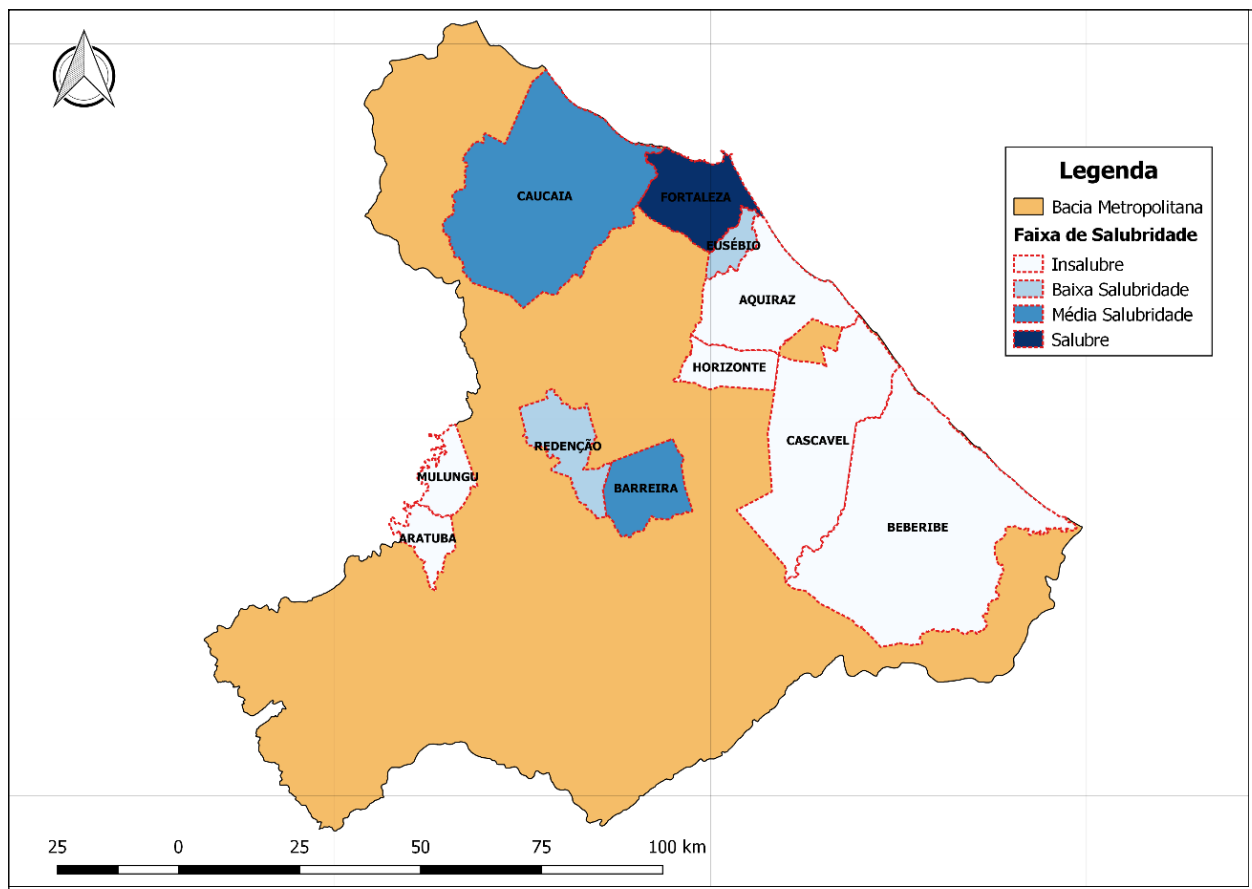 CAUCAIA
FORTALEZA
EUSÉBIO
AQUIRAZ
HORIZONTE
CASCAVEL
REDENÇÃO
BARREIRA
MULUNGU
ARATUBA
BEBERIBE
Legenda
Bacia Metropolitana
Faixa de Salubridade
Insalubre
Baixa Salubridade
Média Salubridade
Salubre
25 0 25 50 75 100 km